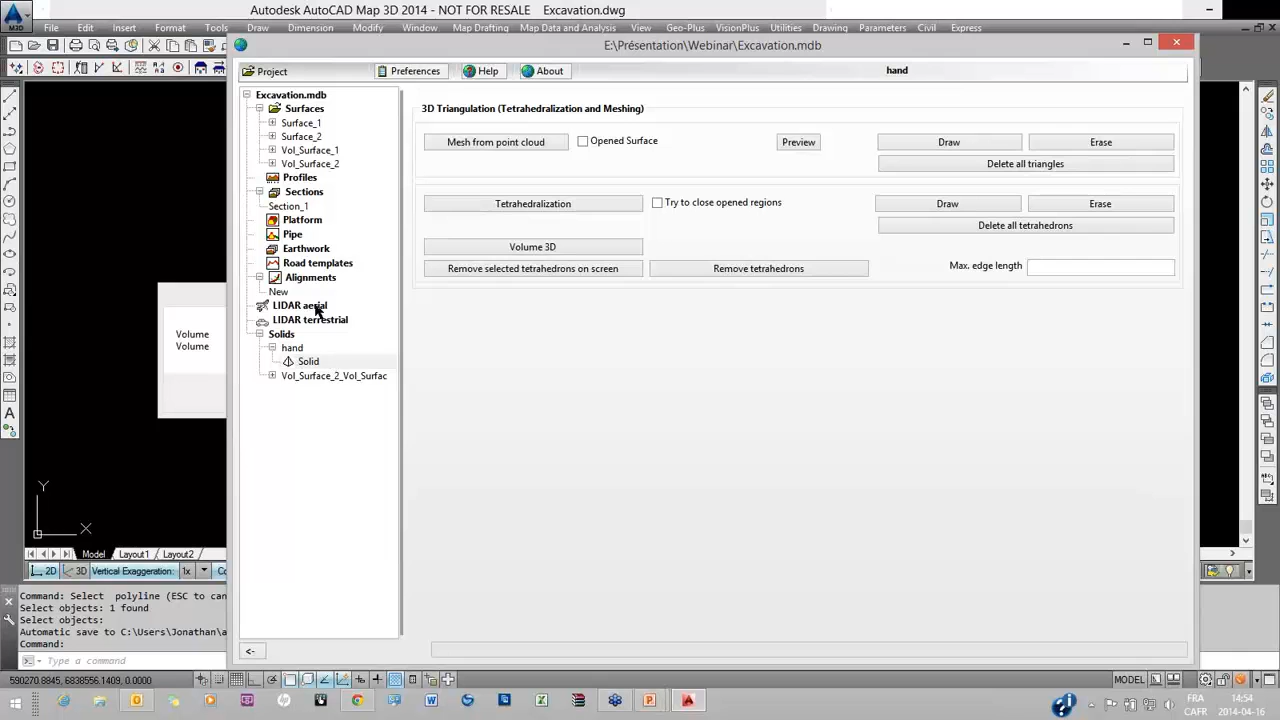 Autodesk AutoCAD Map 3D 2014 - NOT FOR RESALE Excavation.dwg
File Edit Insert Format Tools Draw Dimension Modify Window Map Drafting Map Data and Analysis View Geo-Plus VisionPlus Utilities Drawing Parameters Civil Express
E:\Présentation\Webinar\Excavation.mdb
Project Preferences Help About hand
Excavation.mdb
Surfaces
Surface_1
Surface_2
Vol_Surface_1
Vol_Surface_2
Profiles
Sections
Section_1
Platform
Pipe
Earthwork
Road templates
Alignments
New
LIDAR aerial
LIDAR terrestrial
Solids
hand
Solid
Vol_Surface_2_Vol_Surfac
<-
3D Triangulation (Tetrahedralization and Meshing)
Mesh from point cloud Opened Surface Preview Draw Erase
Delete all triangles
Tetrahedralization Try to close opened regions Draw Erase
Delete all tetrahedrons
Volume 3D
Remove selected tetrahedrons on screen Remove tetrahedrons Max. edge length
Volume
Volume
Y
X
Model Layout1 Layout2
2D 3D Vertical Exaggeration: 1x
Command: Select polyline (ESC to can
Select objects: 1 found
Select objects:
Automatic save to C:\Users\Jonathan\a
Command:
Type a command
590270.8845, 6838556.1409, 0.0000
MODEL
FRA 14:54
CAFR 2014-04-16